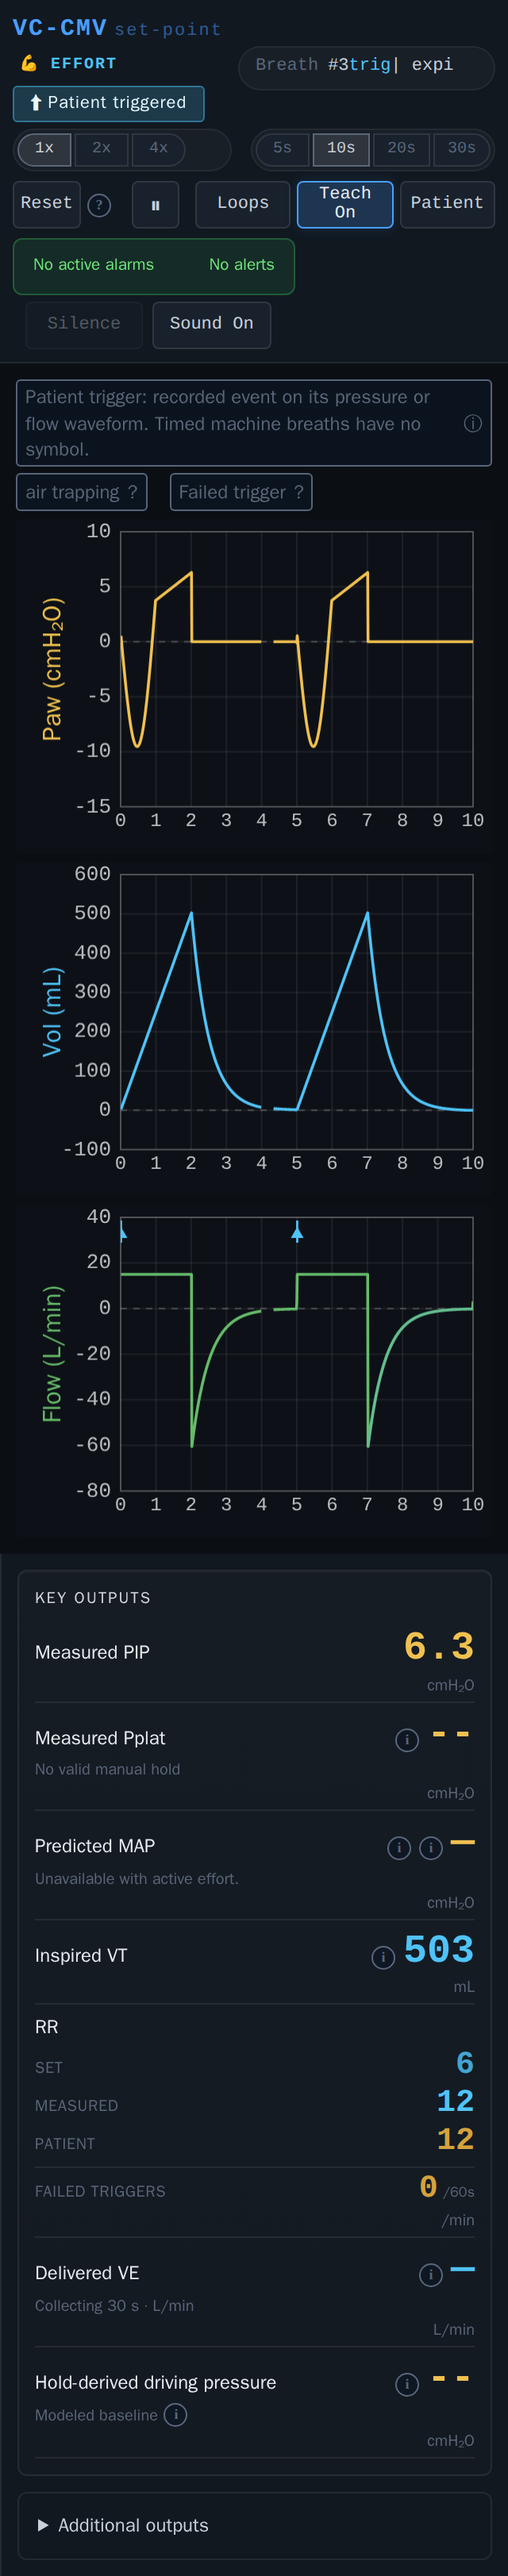 VC-CMV set-point
💪 EFFORT
Breath #3trig| expi
⬆ Patient triggered
1x 2x 4x 5s 10s 20s 30s
Reset ? ⏸ Loops Teach On Patient
No active alarms No alerts
Silence Sound On
Patient trigger: recorded event on its pressure or
flow waveform. Timed machine breaths have no
symbol. ⓘ
air trapping ? Failed trigger ?
Paw (cmH₂O)
10
5
0
-5
-10
-15
0 1 2 3 4 5 6 7 8 9 10
Vol (mL)
600
500
400
300
200
100
0
-100
0 1 2 3 4 5 6 7 8 9 10
Flow (L/min)
40
20
0
-20
-40
-60
-80
0 1 2 3 4 5 6 7 8 9 10
KEY OUTPUTS
Measured PIP 6.3
cmH₂O
Measured Pplat i --
No valid manual hold
cmH₂O
Predicted MAP i i —
Unavailable with active effort.
cmH₂O
Inspired VT i 503
mL
RR
SET 6
MEASURED 12
PATIENT 12
FAILED TRIGGERS 0 /60s
/min
Delivered VE i —
Collecting 30 s · L/min
L/min
Hold-derived driving pressure i --
Modeled baseline i
cmH₂O
▶ Additional outputs